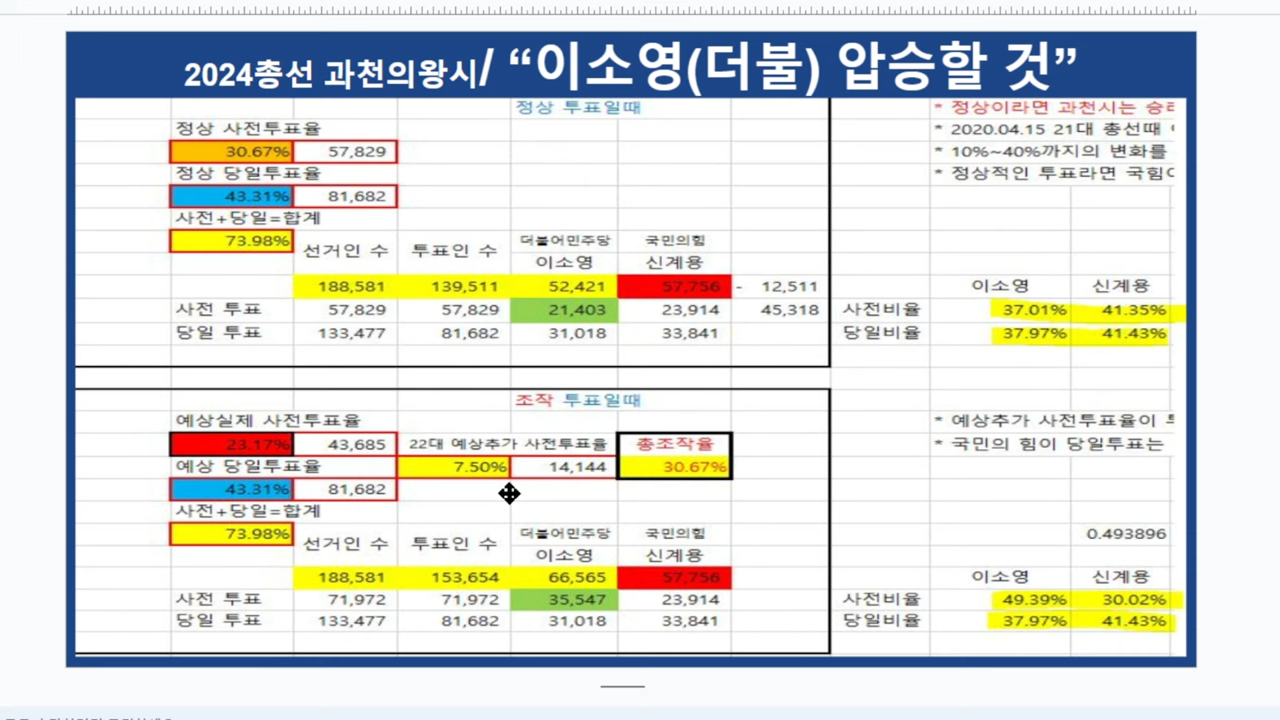 2024총선 과천의왕시/ “이소영(더불) 압승할 것”
정상 투표일때
* 정상이라면 과천시는 승리
정상 사전투표율
* 2020.04.15 21대 총선때
30.67% 57,829
* 10%~40%까지의 변화를
정상 당일투표율
* 정상적인 투표라면 국힘이
43.31% 81,682
사전+당일=합계
73.98% 선거인 수 투표인 수 더불어민주당 국민의힘
이소영 신계용
188,581 139,511 52,421 57,756 - 12,511 이소영 신계용
사전 투표 57,829 57,829 21,403 23,914 45,318 사전비율 37.01% 41.35%
당일 투표 133,477 81,682 31,018 33,841 당일비율 37.97% 41.43%
조작 투표일때
예상실제 사전투표율 * 예상추가 사전투표율이
23.17% 43,685 22대 예상추가 사전투표율 총조작율 * 국민의 힘이 당일투표는
예상 당일투표율 7.50% 14,144 30.67%
43.31% 81,682
사전+당일=합계
73.98% 선거인 수 투표인 수 더불어민주당 국민의힘 0.493896
이소영 신계용
188,581 153,654 66,565 57,756 이소영 신계용
사전 투표 71,972 71,972 35,547 23,914 사전비율 49.39% 30.02%
당일 투표 133,477 81,682 31,018 33,841 당일비율 37.97% 41.43%